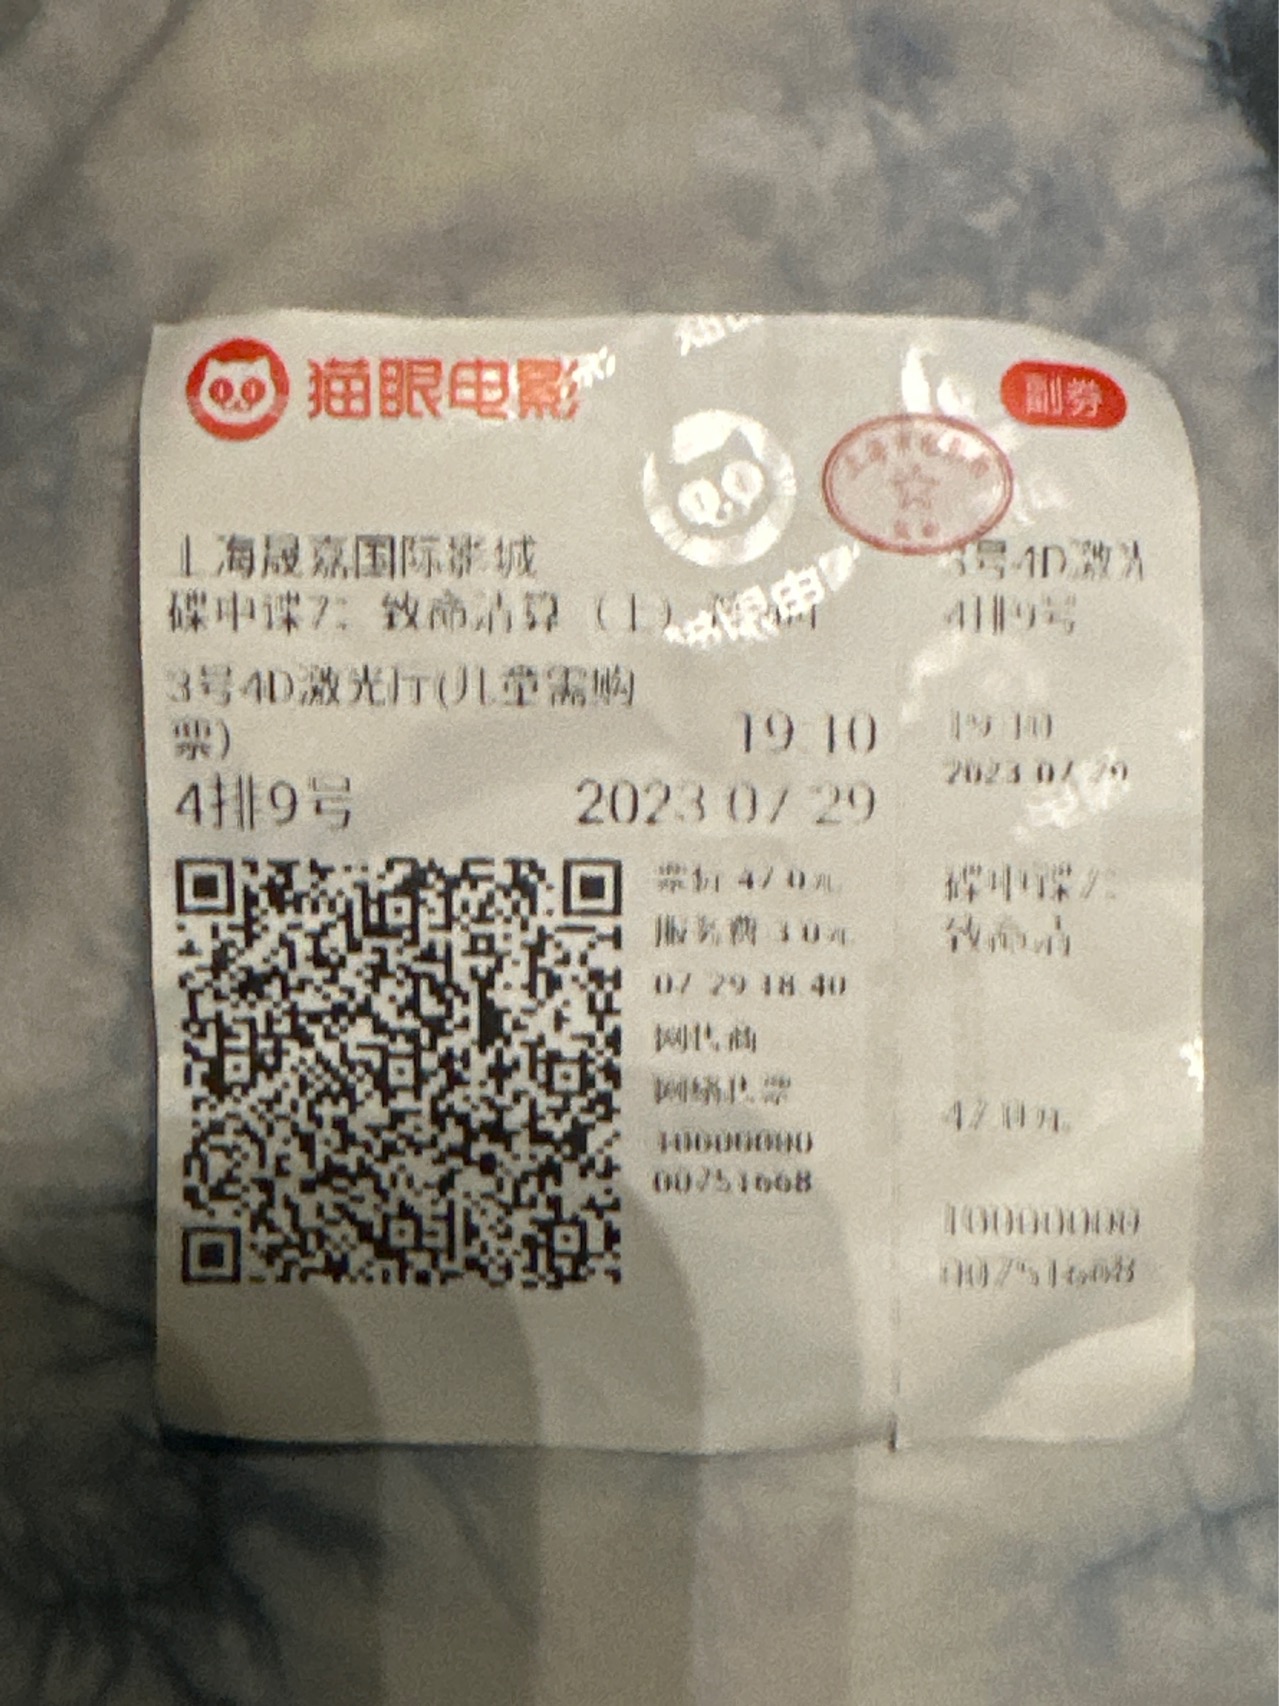 猫眼电影
副券
上海晟嘉国际影城
碟中谍7：致命清算（上）
3号4D激光厅(儿童需购
票)
19:10
4排9号
2023/07/29
票价:47.0元
服务费:3.0元
07/29 18:40
网代商
网络代票
10000000
00751668
3号4D激光
4排9号
19:10
2023/07/29
碟中谍7：
致命清
47.0元
10000000
00751668